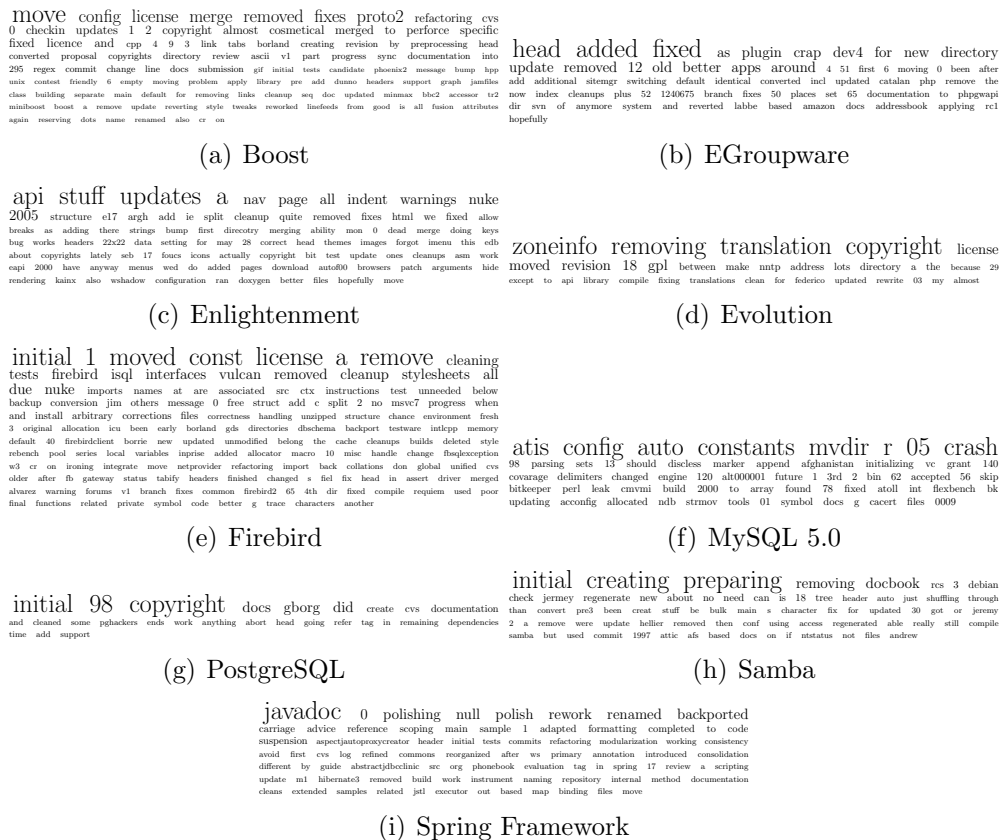 move config license merge removed fixes proto2 refactoring cvs
0 checkin updates 1 2 copyright almost cosmetical merged to perforce specific
fixed licence and cpp 4 9 3 link tabs borland creating revision by preprocessing head
converted proposal copyrights directory review ascii v1 part progress sync documentation into
295 regex commit change line docs submission gif initial tests candidate phoenix2 message bump hpp
unix contest friendly 6 empty moving problem apply library pre add dunno headers support graph jamfiles
class building separate main default for removing links cleanup seq doc updated minmax bbc2 accessor tr2
miniboost boost a remove update reverting style tweaks reworked linefeeds from good is all fusion attributes
again reserving dots name renamed also cr on
(a) Boost
head added fixed as plugin crap dev4 for new directory
update removed 12 old better apps around 4 51 first 6 moving 0 been after
add additional sitemgr switching default identical converted incl updated catalan php remove the
now index cleanups plus 52 1240675 branch fixes 50 places set 65 documentation to phpgwapi
dir svn of anymore system and reverted labbe based amazon docs addressbook applying rc1
hopefully
(b) EGroupware
api stuff updates a nav page all indent warnings nuke
2005 structure e17 argh add ie split cleanup quite removed fixes html we fixed allow
breaks as adding there strings bump first direcotry merging ability mon 0 dead merge doing keys
bug works headers 22x22 data setting for may 28 correct head themes images forgot imenu this edb
about copyrights lately seb 17 foucs icons actually copyright bit test update ones cleanups asm work
eapi 2000 have anyway menus wed do added pages download autof00 browsers patch arguments hide
rendering kainx also wshadow configuration ran doxygen better files hopefully move
(c) Enlightenment
zoneinfo removing translation copyright license
moved revision 18 gpl between make nntp address lots directory a the because 29
except to api library compile fixing translations clean for federico updated rewrite 03 my almost
(d) Evolution
initial 1 moved const license a remove cleaning
tests firebird isql interfaces vulcan removed cleanup stylesheets all
due nuke imports names at are associated src ctx instructions test unneeded below
backup conversion jim others message 0 free struct add c split 2 no msvc7 progress when
and install arbitrary corrections files correctness handling unzipped structure chance environment fresh
3 original allocation icu been early borland gds directories dbschema backport testware intlcpp memory
default 40 firebirdclient borrie new updated unmodified belong the cache cleanups builds deleted style
rebench pool series local variables inprise added allocator macro 10 misc handle change fbsqlexception
w3 cr on ironing integrate move netprovider refactoring import back collations don global unified cvs
older after fb gateway status tabify headers finished changed s fiel fix head in assert driver merged
alvarez warning forums v1 branch fixes common firebird2 65 4th dir fixed compile requiem used poor
final functions related private symbol code better g trace characters another
(e) Firebird
atis config auto constants mvdir r 05 crash
98 parsing sets 13 should discless marker append afghanistan initializing vc grant 140
covarage delimiters changed engine 120 alt000001 future 1 3rd 2 bin 62 accepted 56 skip
bitkeeper perl leak cmvmi build 2000 to array found 78 fixed atoll int flexbench bk
updating acconfig allocated ndb strmov tools 01 symbol docs g cacert files 0009
(f) MySQL 5.0
initial 98 copyright docs gborg did create cvs documentation
and cleaned some pghackers ends work anything abort head going refer tag in remaining dependencies
time add support
(g) PostgreSQL
initial creating preparing removing docbook rcs 3 debian
check jermey regenerate new about no need can is 18 tree header auto just shuffling through
than convert pre3 been creat stuff be bulk main s character fix for updated 30 got or jeremy
2 a remove were update hellier removed then conf using access regenerated able really still compile
samba but used commit 1997 attic afs based docs on if ntstatus not files andrew
(h) Samba
javadoc 0 polishing null polish rework renamed backported
carriage advice reference scoping main sample 1 adapted formatting completed to code
suspension aspectjautoproxycreator header initial tests commits refactoring modularization working consistency
avoid first cvs log refined commons reorganized after ws primary annotation introduced consolidation
different by guide abstractjdbcclinic src org phonebook evaluation tag in spring 17 review a scripting
update m1 hibernate3 removed build work instrument naming repository internal method documentation
cleans extended samples related jstl executor out based map binding files move
(i) Spring Framework